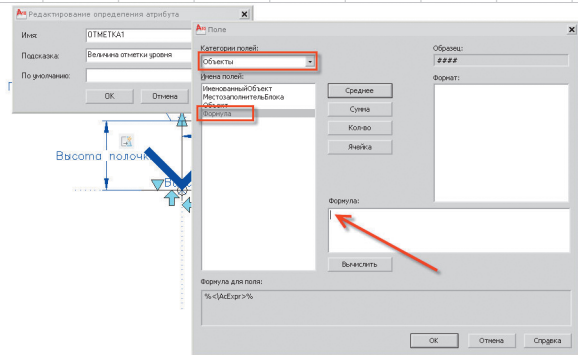 Редактирование определения атрибута
Имя:
ОТМЕТКА1
Подсказка:
Величина отметки уровня
По умолчанию:
ОК
Отмена
Высота полочк
Поле
Категории полей:
Объекты
Имена полей:
ИменованныйОбъект
МестозаполнительБлока
Объект
Формула
Среднее
Сумма
Кол-во
Ячейка
Образец:
####
Формат:
Формула:
Вычислить
Формула для поля:
%<\AcExpr>%
ОК
Отмена
Справка